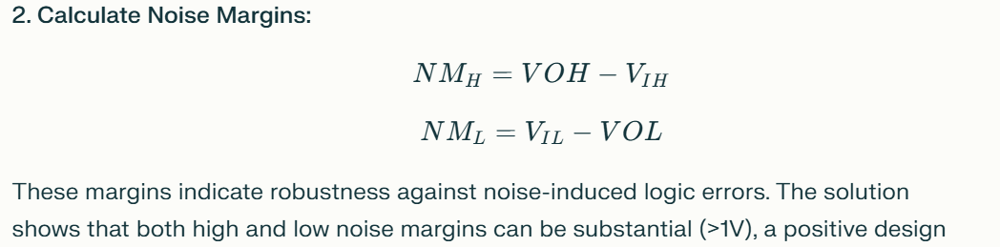 2. Calculate Noise Margins:
NM_H = VOH − V_IH
NM_L = V_IL − VOL
These margins indicate robustness against noise-induced logic errors. The solution
shows that both high and low noise margins can be substantial (>1V), a positive design